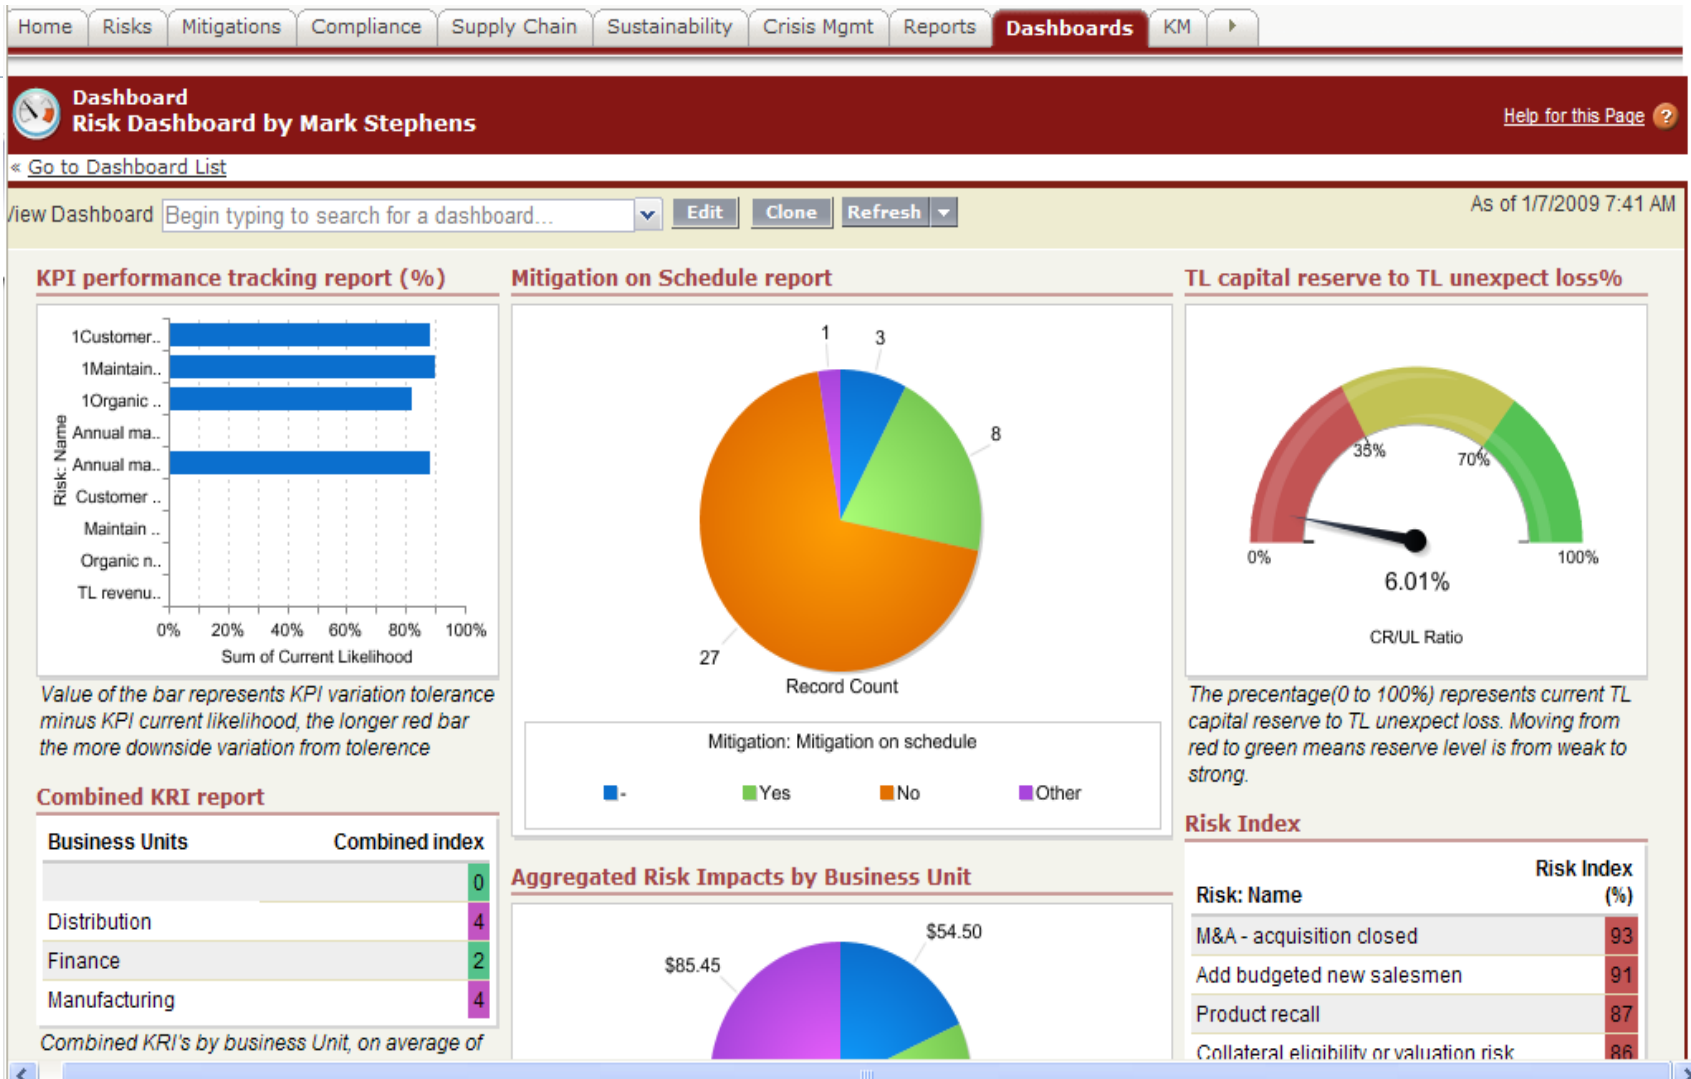 Home Risks Mitigations Compliance Supply Chain Sustainability Crisis Mgmt Reports Dashboards KM
Dashboard
Risk Dashboard by Mark Stephens
Help for this Page ?
« Go to Dashboard List
View Dashboard Begin typing to search for a dashboard... Edit Clone Refresh
As of 1/7/2009 7:41 AM
KPI performance tracking report (%)
1Customer..
1Maintain..
1Organic ..
Annual ma..
Annual ma..
Customer ..
Maintain ..
Organic n..
TL revenu..
Risk: Name
0% 20% 40% 60% 80% 100%
Sum of Current Likelihood
Value of the bar represents KPI variation tolerance
minus KPI current likelihood, the longer red bar
the more downside variation from tolerence
Combined KRI report
Business Units Combined index
0
Distribution 4
Finance 2
Manufacturing 4
Combined KRI's by business Unit, on average of
Mitigation on Schedule report
1
3
8
27
Record Count
Mitigation: Mitigation on schedule
- Yes No Other
Aggregated Risk Impacts by Business Unit
$54.50
$85.45
TL capital reserve to TL unexpect loss%
35%
70%
0% 100%
6.01%
CR/UL Ratio
The precentage(0 to 100%) represents current TL
capital reserve to TL unexpect loss. Moving from
red to green means reserve level is from weak to
strong.
Risk Index
Risk: Name Risk Index (%)
M&A - acquisition closed 93
Add budgeted new salesmen 91
Product recall 87
Collateral eligibility or valuation risk 86